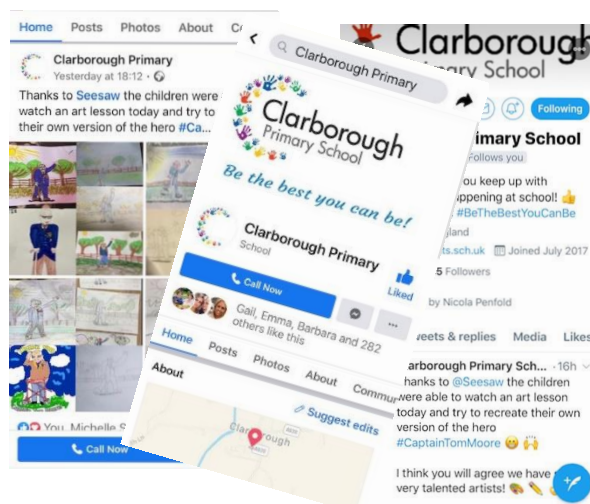 Home Posts Photos About
Clarborough Primary
Yesterday at 18:12 ·
Thanks to Seesaw the children were
watch an art lesson today and try to
their own version of the hero #Ca...
You, Michelle S
Call Now
Clarborough Primary
Clarborough
Primary School
Be the best you can be!
Clarborough Primary
School
Liked
Call Now
Gail, Emma, Barbara and 282
others like this
Home Posts Photos About Commu
About
Suggest edits
Clarborough
Clarborough
imary School
Following
imary School
Follows you
ou keep up with
ppening at school! 👍
#BeTheBestYouCanBe
gland
ts.sch.uk Joined July 2017
5 Followers
by Nicola Penfold
weets & replies Media Likes
larborough Primary Sch... · 16h
Thanks to @Seesaw the children
were able to watch an art lesson
today and try to recreate their own
version of the hero
#CaptainTomMoore 😁 🙌
I think you will agree we have
very talented artists! 🎨 ✏️